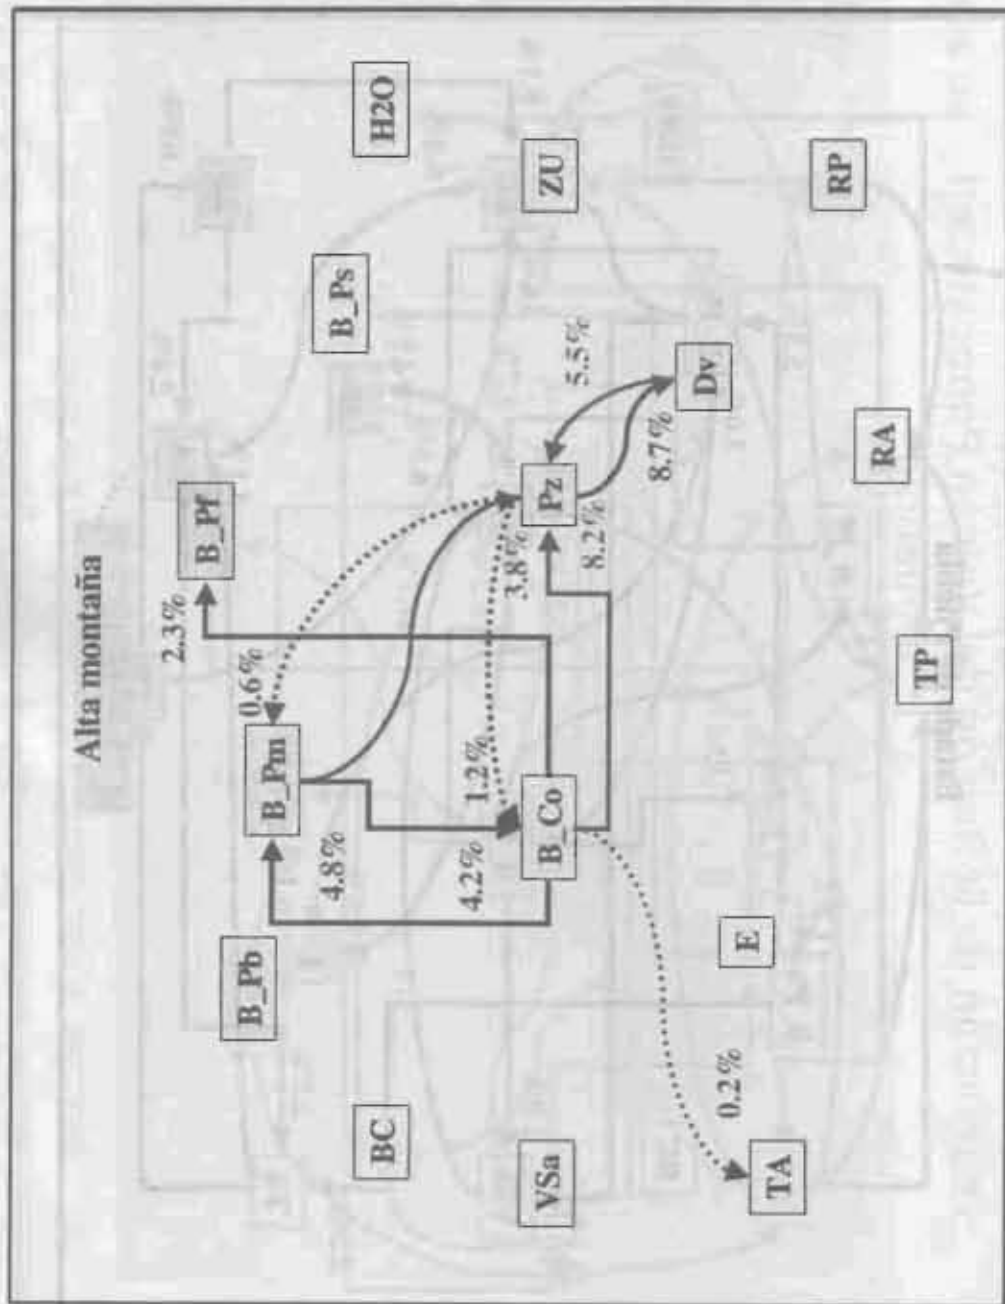 Alta montaña
2.3%
B_Pf
B_Pb
0.6%
B_Pm
4.8%
B_Ps
BC
H2O
4.2%
1.2%
3.8%
VSa
B_Co
Pz
ZU
8.2%
5.5%
8.7%
Dv
0.2%
E
TA
RP
RA
TP